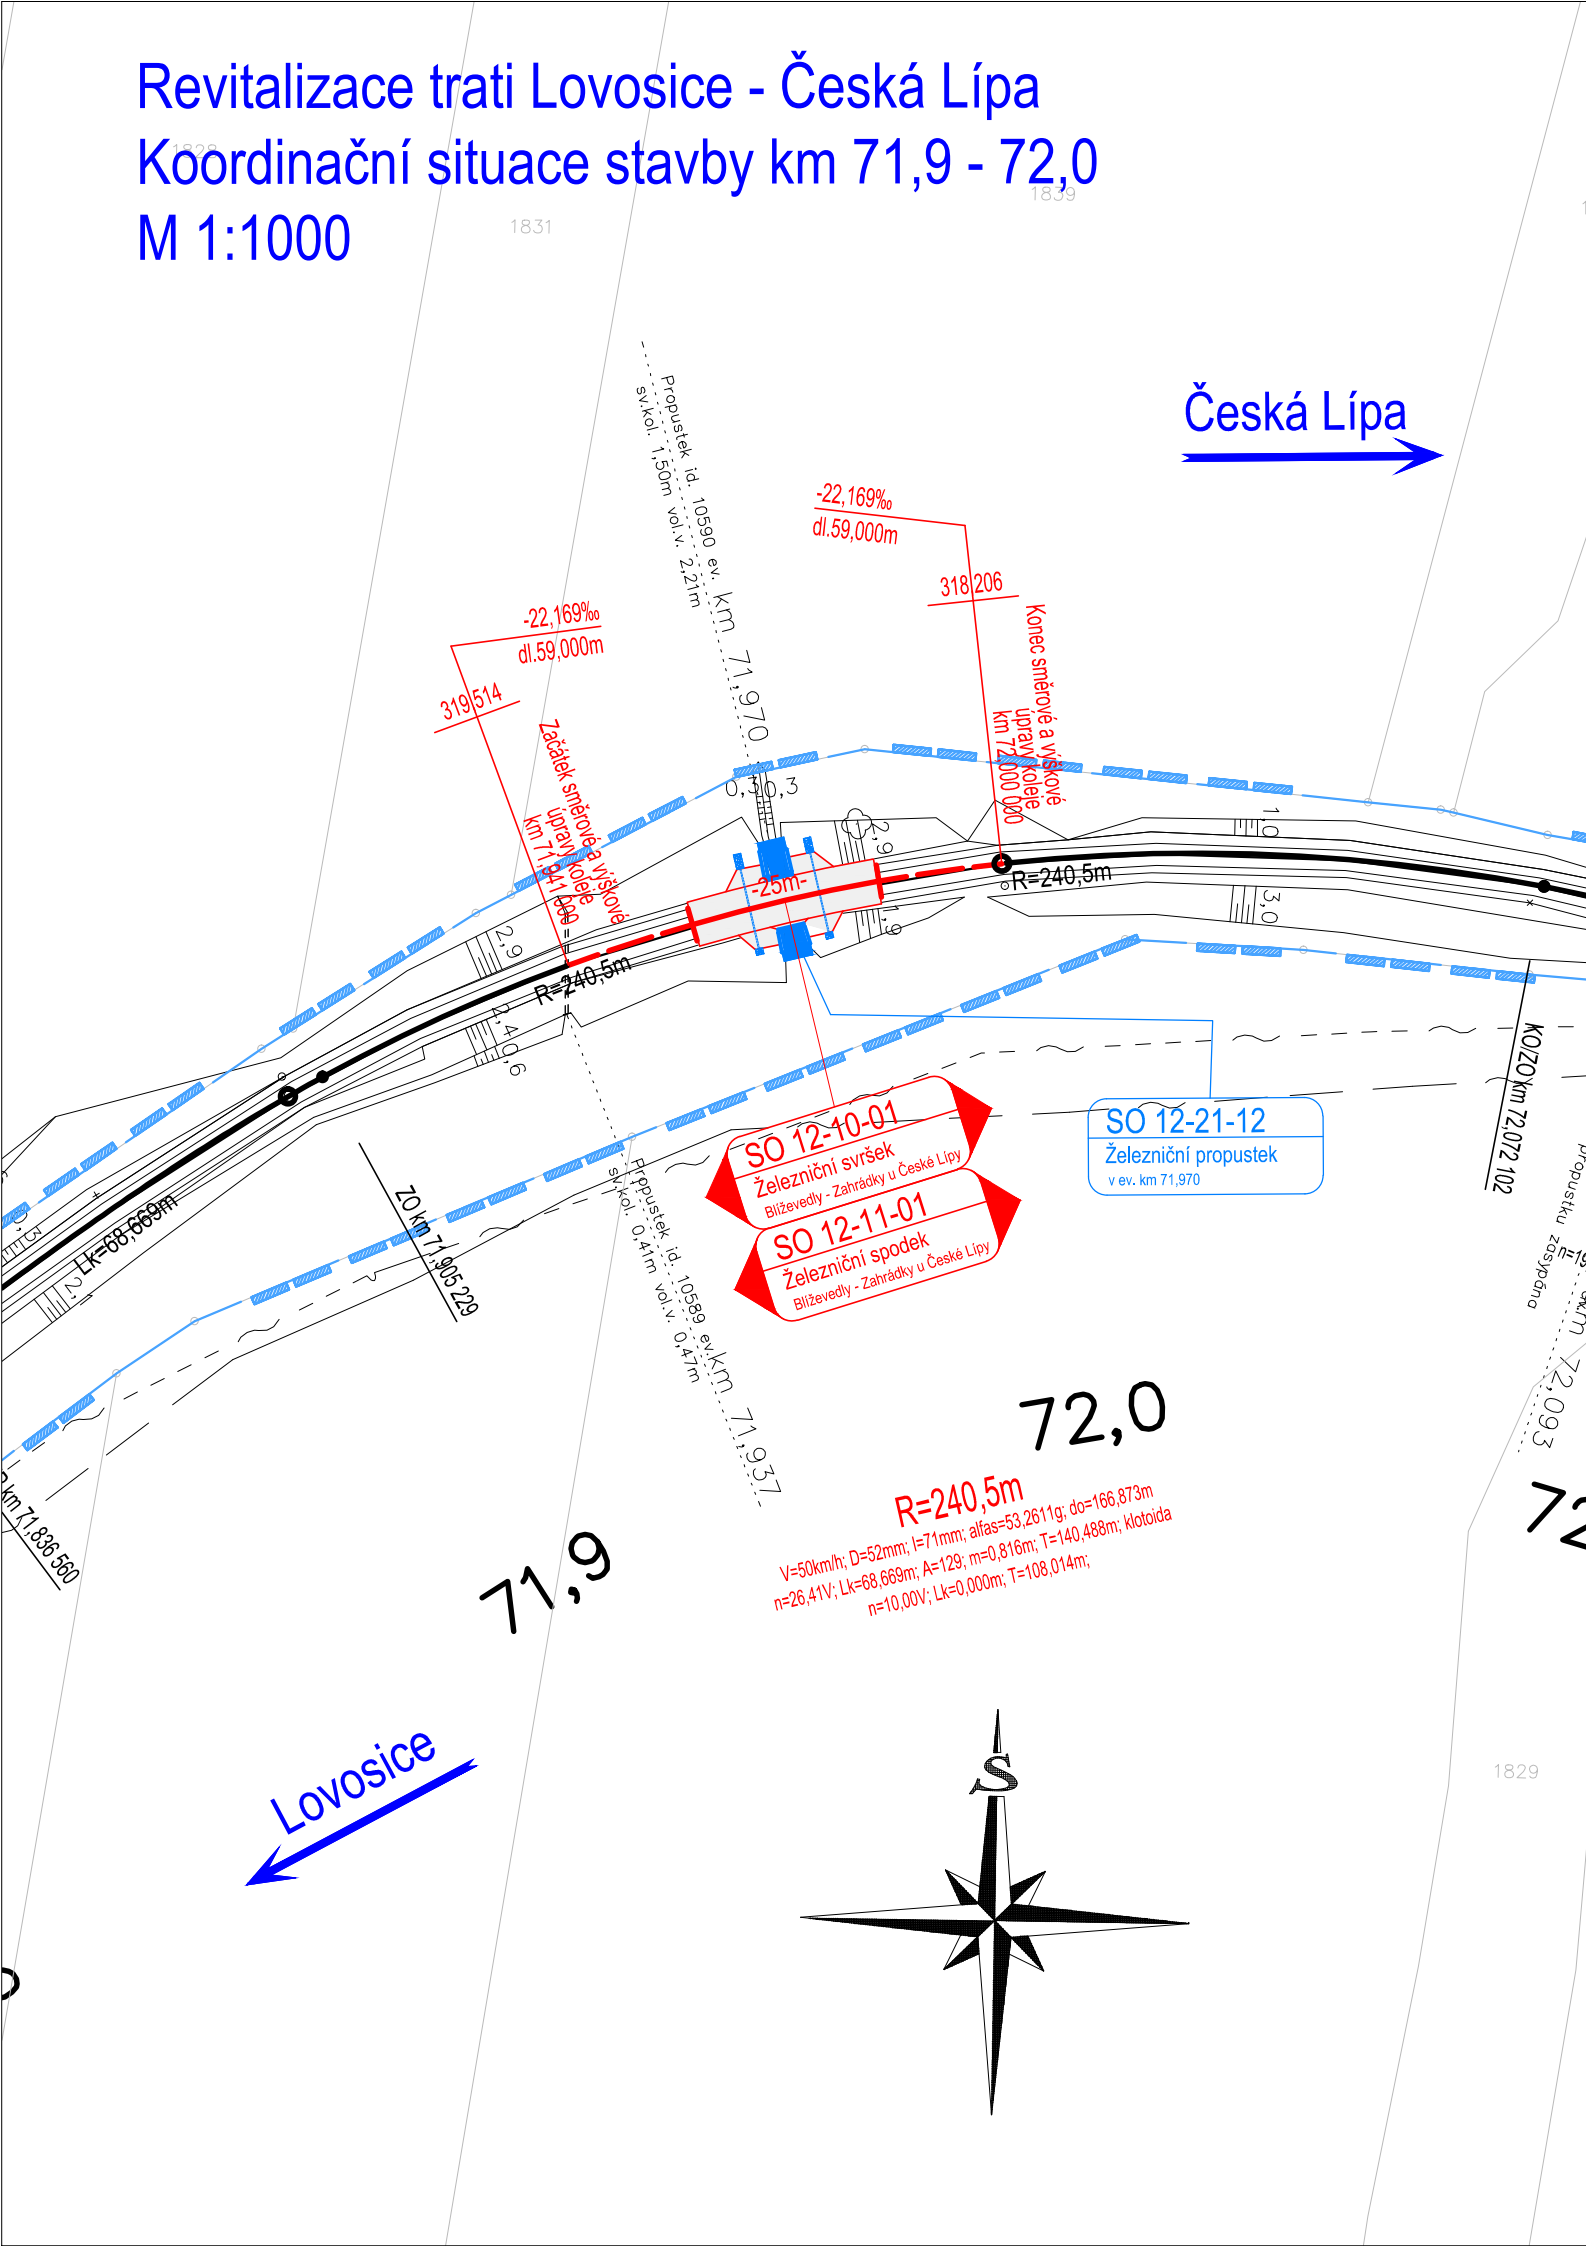 Revitalizace trati Lovosice - Česká Lípa
Koordinační situace stavby km 71,9 - 72,0
M 1:1000
1828
1831
1839
Česká Lípa
Propustek id. 10590 ev. km 71,970
sv.kol. 1,50m vol.v. 2,21m
-22,169‰
dl.59,000m
318,206
Konec směrové a výškové
úpravy koleje
km 72,000 000
-22,169‰
dl.59,000m
319,514
Začátek směrové a výškové
úpravy koleje
km 71,941 000
0,3
0,3
2,9
1,0
-25m-
R=240,5m
1,9
3,0
2,9
R=240,5m
2,4
0,6
KO/ZO km 72,072 102
SO 12-10-01
Železniční svršek
Blíževedly - Zahrádky u České Lípy
SO 12-11-01
Železniční spodek
Blíževedly - Zahrádky u České Lípy
SO 12-21-12
Železniční propustek
v ev. km 71,970
Lk=68,669m
ZO km 71,905 229
Propustek id. 10589 ev.km 71,937
sv.kol. 0,41m vol.v. 0,47m
propustku zasypána
72,093
km 71,836 560
72,0
71,9
72
R=240,5m
V=50km/h; D=52mm; I=71mm; alfas=53,2611g; do=166,873m
n=26,41V; Lk=68,669m; A=129; m=0,816m; T=140,488m; klotoida
n=10,00V; Lk=0,000m; T=108,014m;
Lovosice
S
1829